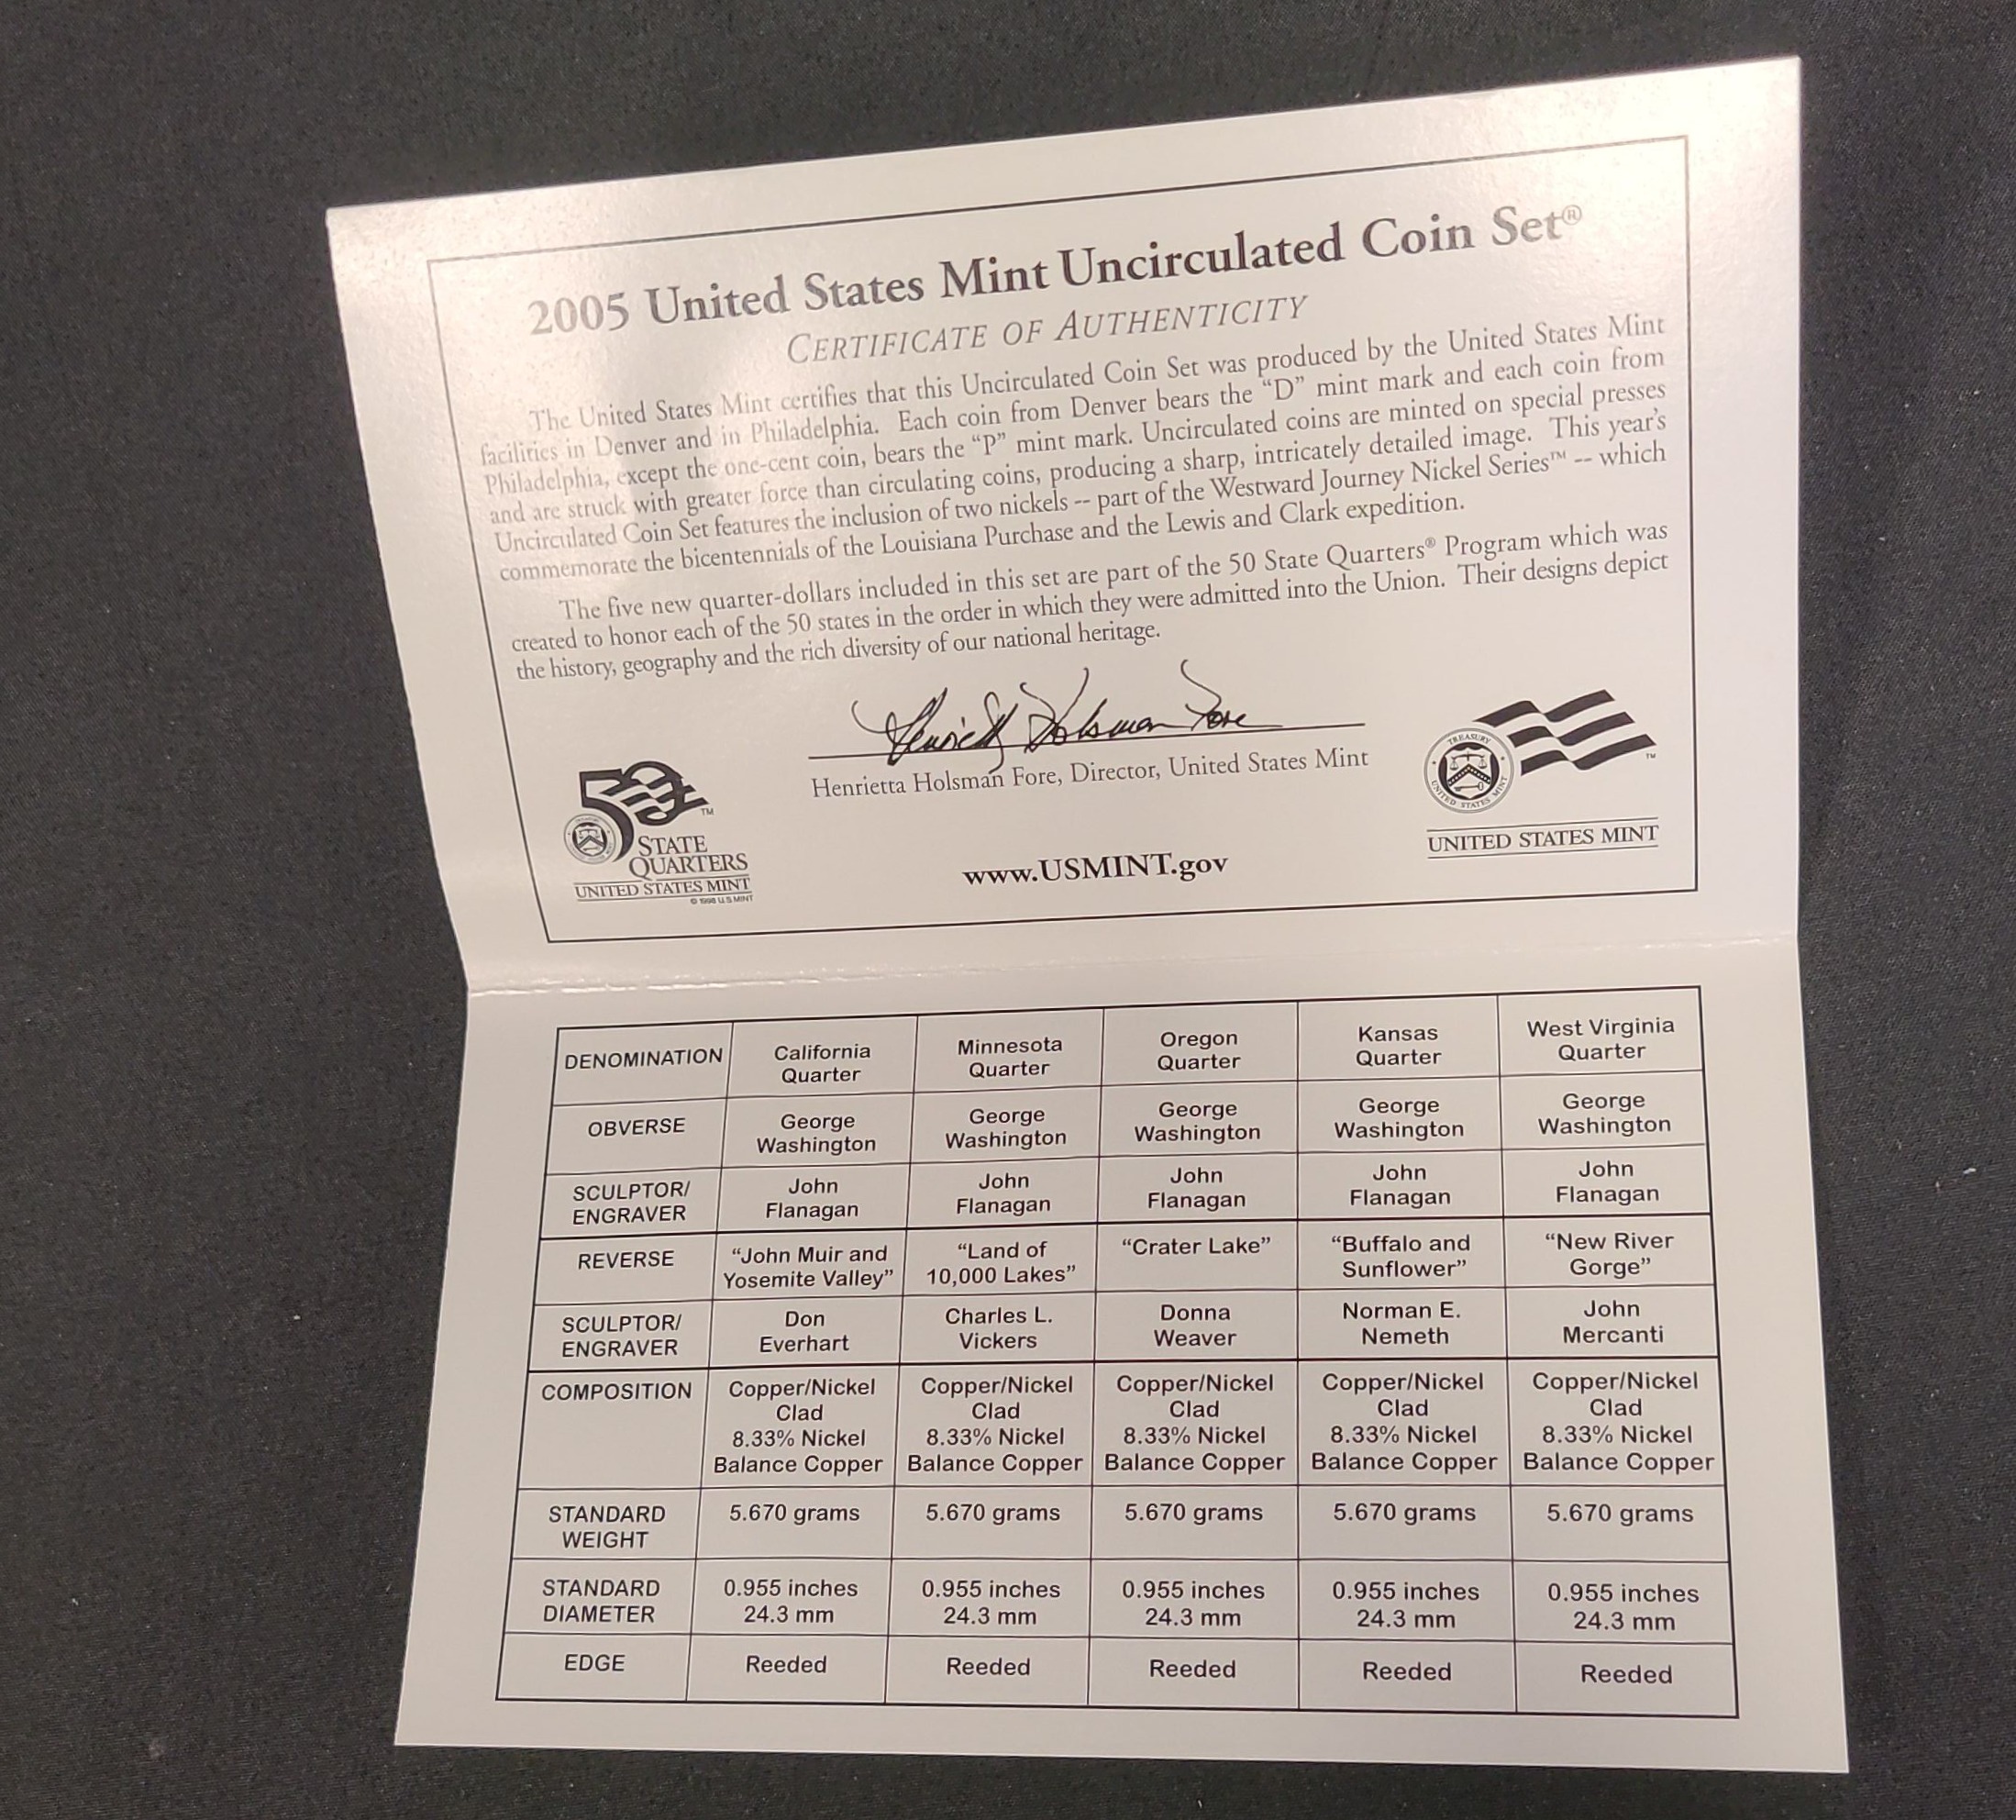 2005 United States Mint Uncirculated Coin Set®
CERTIFICATE OF AUTHENTICITY
The United States Mint certifies that this Uncirculated Coin Set was produced by the United States Mint
facilities in Denver and in Philadelphia. Each coin from Denver bears the “D” mint mark and each coin from
Philadelphia, except the one-cent coin, bears the “P” mint mark. Uncirculated coins are minted on special presses
and are struck with greater force than circulating coins, producing a sharp, intricately detailed image. This year's
Uncirculated Coin Set features the inclusion of two nickels -- part of the Westward Journey Nickel Series™ -- which
commemorate the bicentennials of the Louisiana Purchase and the Lewis and Clark expedition.
The five new quarter-dollars included in this set are part of the 50 State Quarters® Program which was
created to honor each of the 50 states in the order in which they were admitted into the Union. Their designs depict
the history, geography and the rich diversity of our national heritage.
Henrietta Holsman Fore
Henrietta Holsman Fore, Director, United States Mint
50 TM
STATE
QUARTERS
UNITED STATES MINT
© 1998 U.S MINT
www.USMINT.gov
TREASURY
UNITED STATES MINT
TM
UNITED STATES MINT
DENOMINATION California Quarter Minnesota Quarter Oregon Quarter Kansas Quarter West Virginia Quarter
OBVERSE George Washington George Washington George Washington George Washington George Washington
SCULPTOR/ ENGRAVER John Flanagan John Flanagan John Flanagan John Flanagan John Flanagan
REVERSE “John Muir and Yosemite Valley” “Land of 10,000 Lakes” “Crater Lake” “Buffalo and Sunflower” “New River Gorge”
SCULPTOR/ ENGRAVER Don Everhart Charles L. Vickers Donna Weaver Norman E. Nemeth John Mercanti
COMPOSITION Copper/Nickel Clad 8.33% Nickel Balance Copper Copper/Nickel Clad 8.33% Nickel Balance Copper Copper/Nickel Clad 8.33% Nickel Balance Copper Copper/Nickel Clad 8.33% Nickel Balance Copper Copper/Nickel Clad 8.33% Nickel Balance Copper
STANDARD WEIGHT 5.670 grams 5.670 grams 5.670 grams 5.670 grams 5.670 grams
STANDARD DIAMETER 0.955 inches 24.3 mm 0.955 inches 24.3 mm 0.955 inches 24.3 mm 0.955 inches 24.3 mm 0.955 inches 24.3 mm
EDGE Reeded Reeded Reeded Reeded Reeded